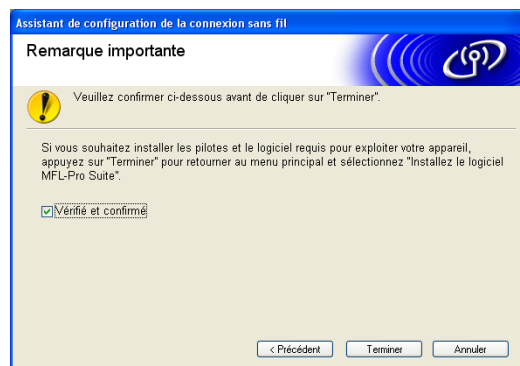 Assistant de configuration de la connexion sans fil
Remarque importante
Veuillez confirmer ci-dessous avant de cliquer sur "Terminer".
Si vous souhaitez installer les pilotes et le logiciel requis pour exploiter votre appareil,
appuyez sur "Terminer" pour retourner au menu principal et sélectionnez "Installez le logiciel
MFL-Pro Suite".
Vérifié et confirmé
< Précédent
Terminer
Annuler